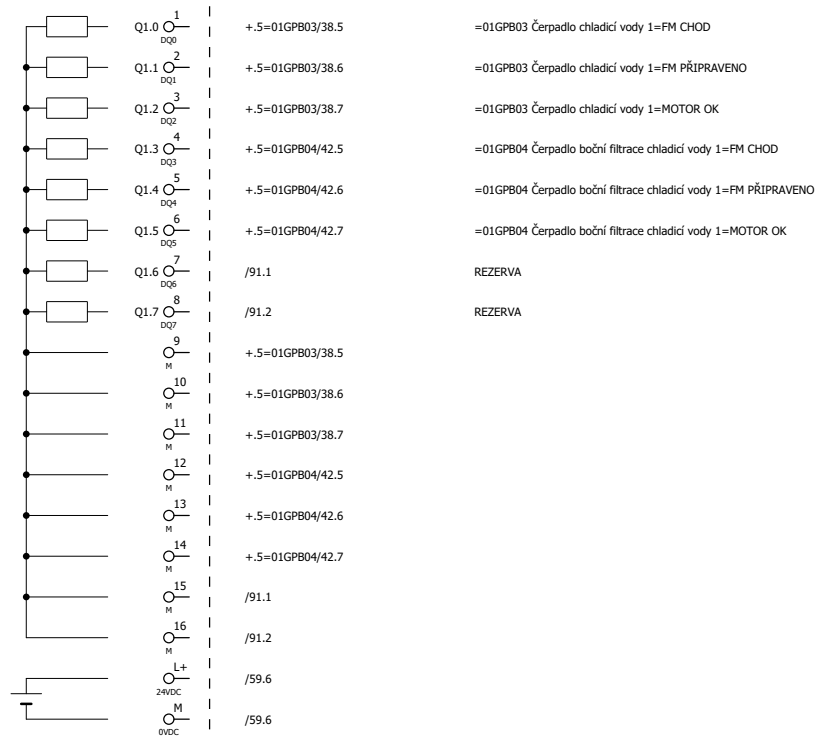 1
Q1.0 +.5=01GPB03/38.5 =01GPB03 Čerpadlo chladicí vody 1=FM CHOD
DQ0
2
Q1.1 +.5=01GPB03/38.6 =01GPB03 Čerpadlo chladicí vody 1=FM PŘIPRAVENO
DQ1
3
Q1.2 +.5=01GPB03/38.7 =01GPB03 Čerpadlo chladicí vody 1=MOTOR OK
DQ2
4
Q1.3 +.5=01GPB04/42.5 =01GPB04 Čerpadlo boční filtrace chladicí vody 1=FM CHOD
DQ3
5
Q1.4 +.5=01GPB04/42.6 =01GPB04 Čerpadlo boční filtrace chladicí vody 1=FM PŘIPRAVENO
DQ4
6
Q1.5 +.5=01GPB04/42.7 =01GPB04 Čerpadlo boční filtrace chladicí vody 1=MOTOR OK
DQ5
7
Q1.6 /91.1 REZERVA
DQ6
8
Q1.7 /91.2 REZERVA
DQ7
9
+.5=01GPB03/38.5
M
10
+.5=01GPB03/38.6
M
11
+.5=01GPB03/38.7
M
12
+.5=01GPB04/42.5
M
13
+.5=01GPB04/42.6
M
14
+.5=01GPB04/42.7
M
15
/91.1
M
16
/91.2
M
L+
/59.6
24VDC
M
/59.6
0VDC